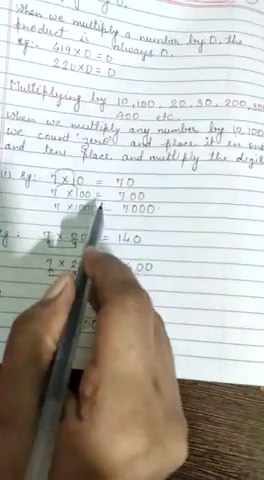 when we multiply a number by 0, the
product is always 0.
eg:- 419 x 0 = 0
220 x 0 = 0
Multiplying by 10, 100, 20, 30, 200, 300
400 etc.
when we multiply any number by 10, 100
we count 'zero' and place it in one
and tens place and multiply the digit
(1) eg:- 7 x 10 = 70
7 x 100 = 700
7 x 1000 = 7000
eg: 7 x 20 = 140
7 x
00